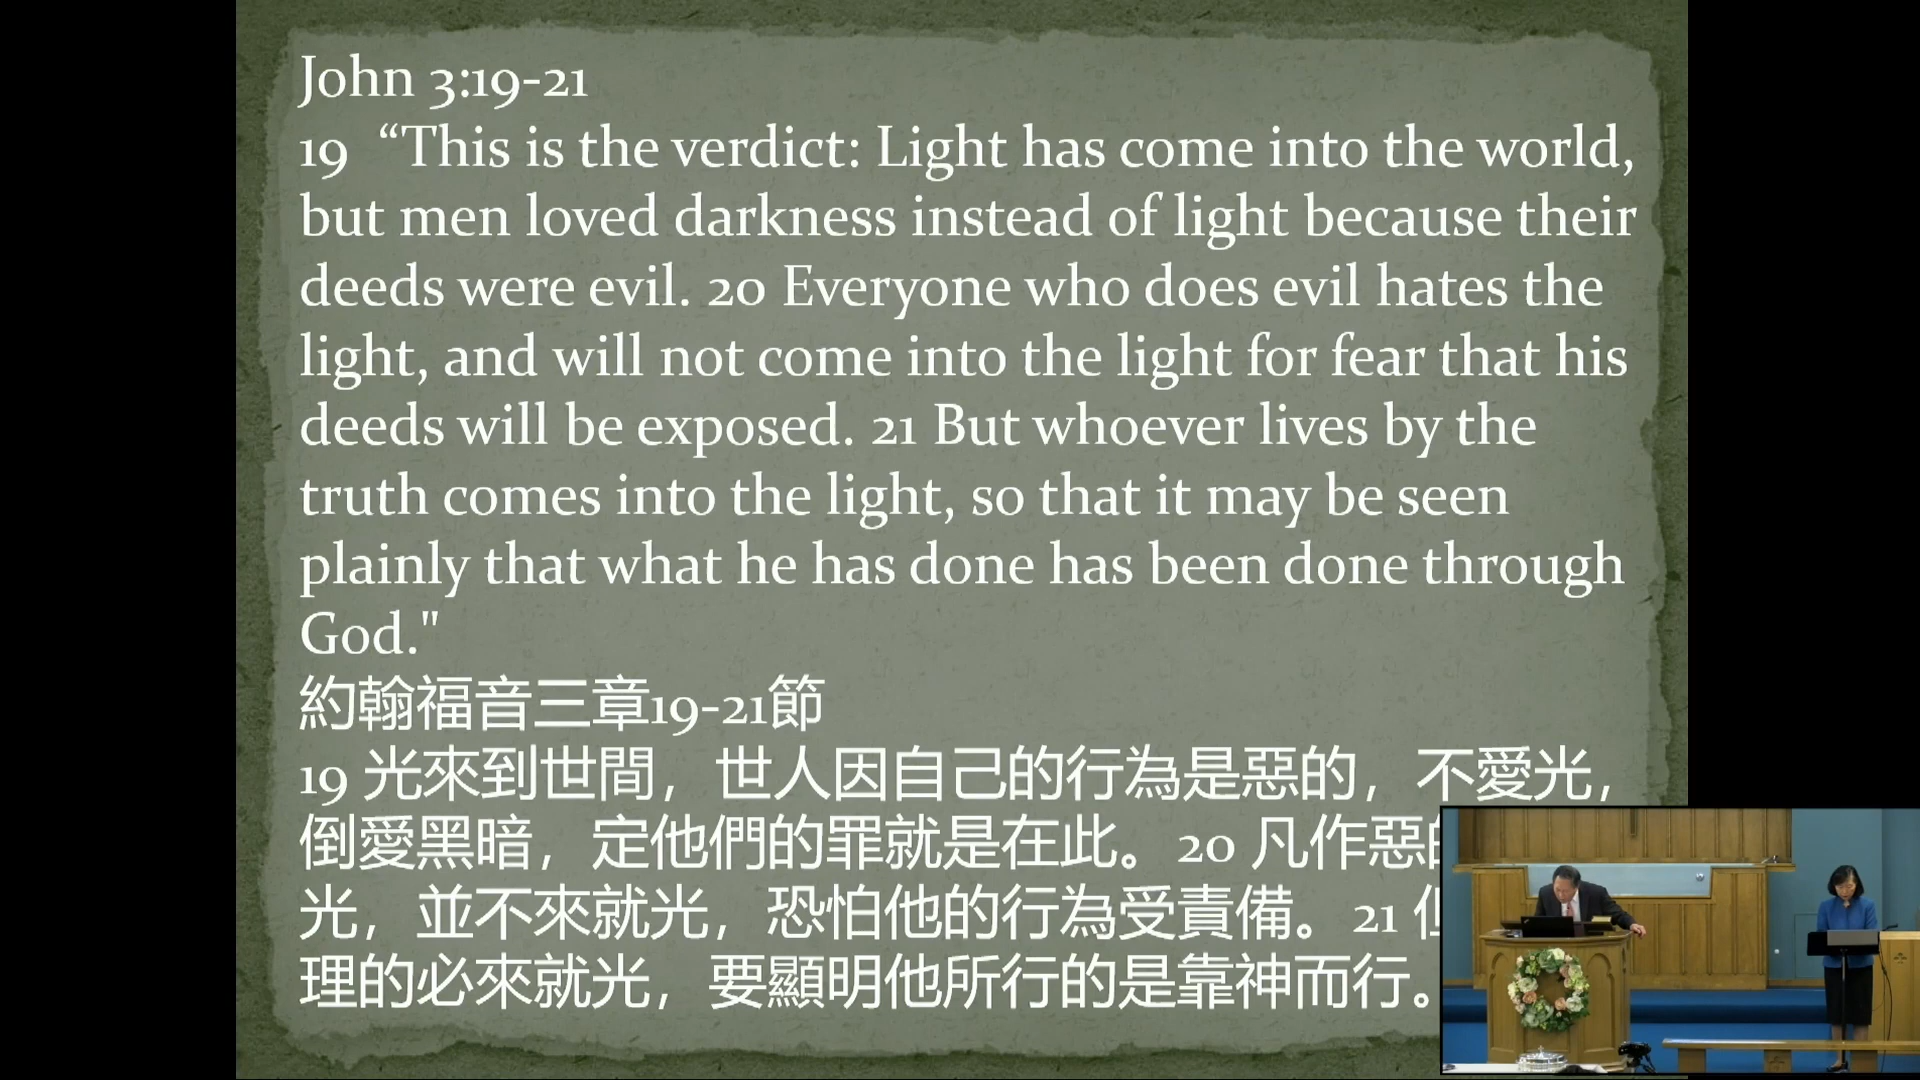 John 3:19-21
19 “This is the verdict: Light has come into the world,
but men loved darkness instead of light because their
deeds were evil. 20 Everyone who does evil hates the
light, and will not come into the light for fear that his
deeds will be exposed. 21 But whoever lives by the
truth comes into the light, so that it may be seen
plainly that what he has done has been done through
God."
約翰福音三章19-21節
19 光來到世間，世人因自己的行為是惡的，不愛光，
倒愛黑暗，定他們的罪就是在此。20 凡作惡
光，並不來就光，恐怕他的行為受責備。21
理的必來就光，要顯明他所行的是靠神而行。